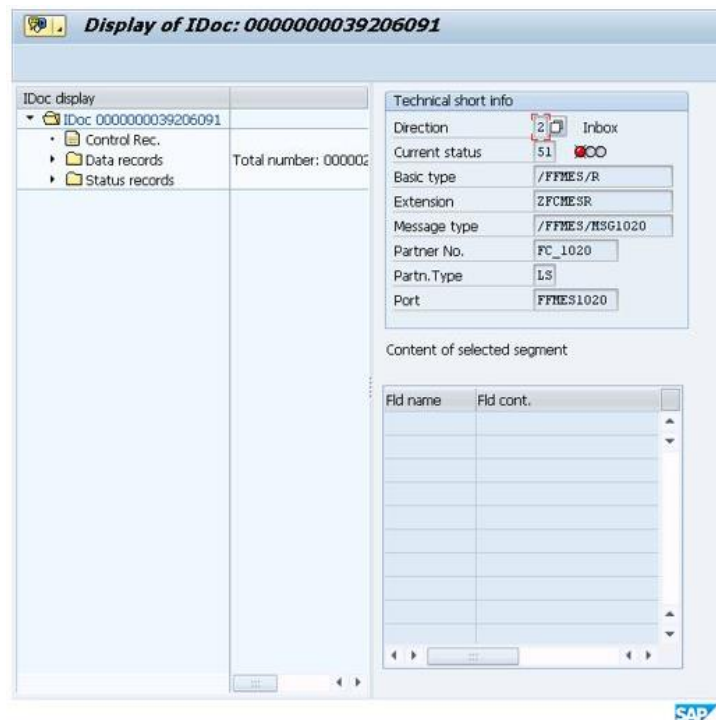 Display of IDoc: 0000000039206091
IDoc display
IDoc 0000000039206091
Control Rec.
Data records Total number: 000002
Status records
Technical short info
Direction 2 Inbox
Current status 51
Basic type /FFMES/R
Extension ZFCMESR
Message type /FFMES/MSG1020
Partner No. FC_1020
Partn.Type LS
Port FFMES1020
Content of selected segment
Fld name Fld cont.
SAP